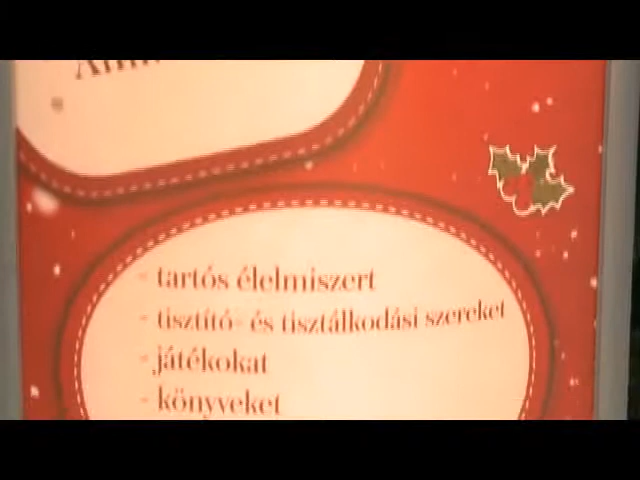 - tartós élelmiszert
- tisztító- és tisztálkodási szereket
- játékokat
- könyveket